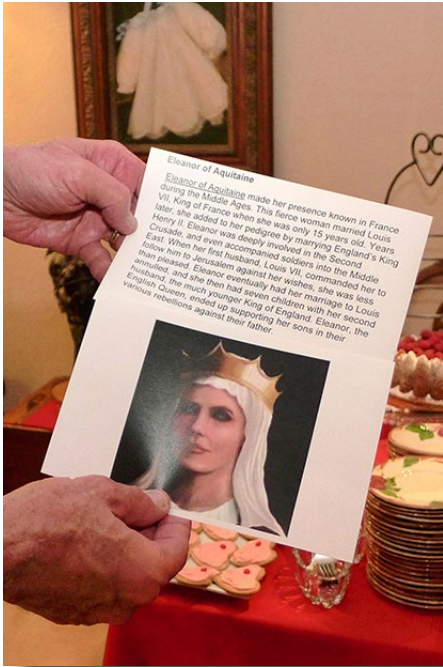 Eleanor of Aquitaine
Eleanor of Aquitaine made her presence known in France
during the Middle Ages. This fierce woman married Louis
VII, King of France when she was only 15 years old. Years
later, she added to her pedigree by marrying England's King
Henry II. Eleanor was deeply involved in the Second
Crusade, and even accompanied soldiers into the Middle
East. When her first husband, Louis VII, commanded her to
follow him to Jerusalem against her wishes, she was less
than pleased. Eleanor eventually had her marriage to Louis
annulled, and she then had seven children with her second
husband, the much younger King of England. Eleanor, the
English Queen, ended up supporting her sons in their
various rebellions against their father.